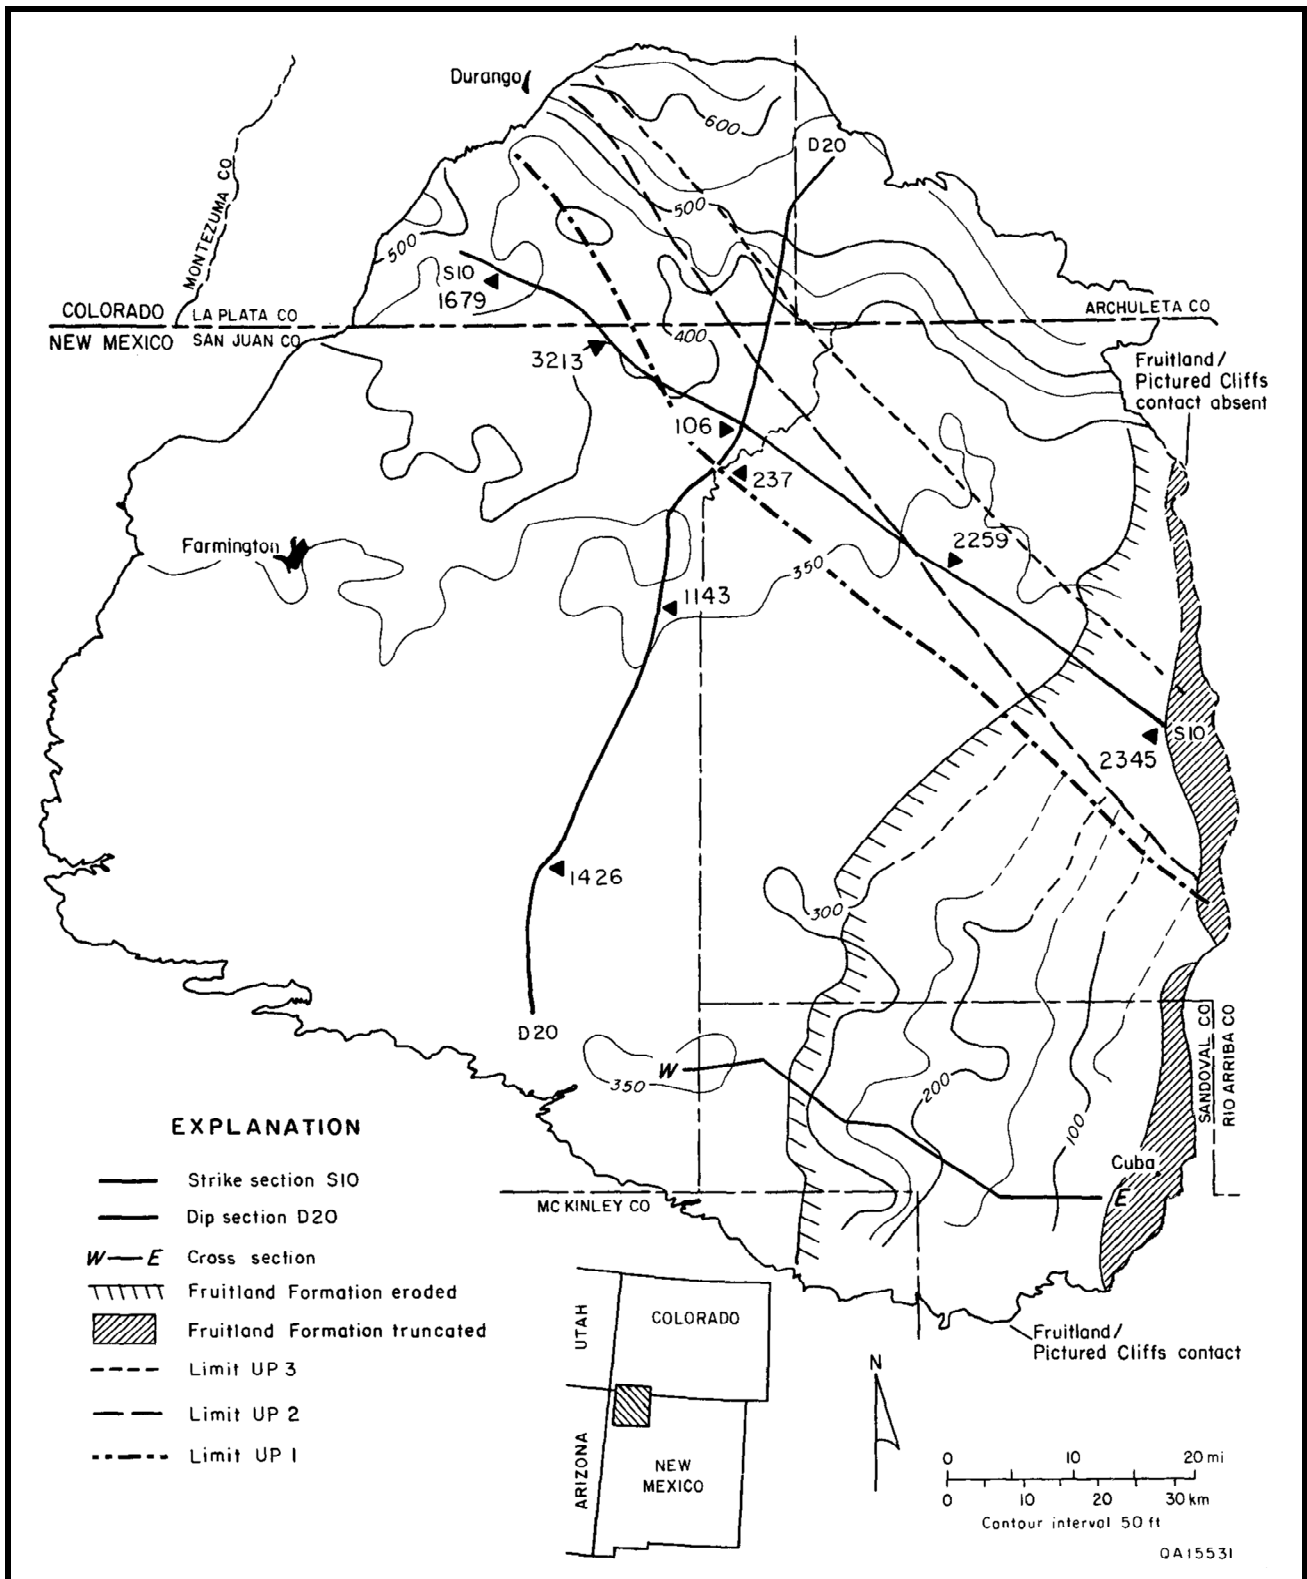 Durango
600
D20
MONTEZUMA CO
500
500
S10
1679
COLORADO
LA PLATA CO
ARCHULETA CO
NEW MEXICO
SAN JUAN CO
400
3213
Fruitland/
Pictured Cliffs
contact absent
106
237
2259
Farmington
350
1143
S10
2345
1426
300
D20
W
350
200
100
SANDOVAL CO
RIO ARRIBA CO
Cuba
E
MC KINLEY CO
EXPLANATION
Strike section S10
Dip section D20
W E Cross section
Fruitland Formation eroded
Fruitland Formation truncated
Limit UP 3
Limit UP 2
Limit UP 1
UTAH
COLORADO
ARIZONA
NEW
MEXICO
Fruitland/
Pictured Cliffs contact
N
0 10 20 mi
0 10 20 30 km
Contour interval 50 ft
QA15531